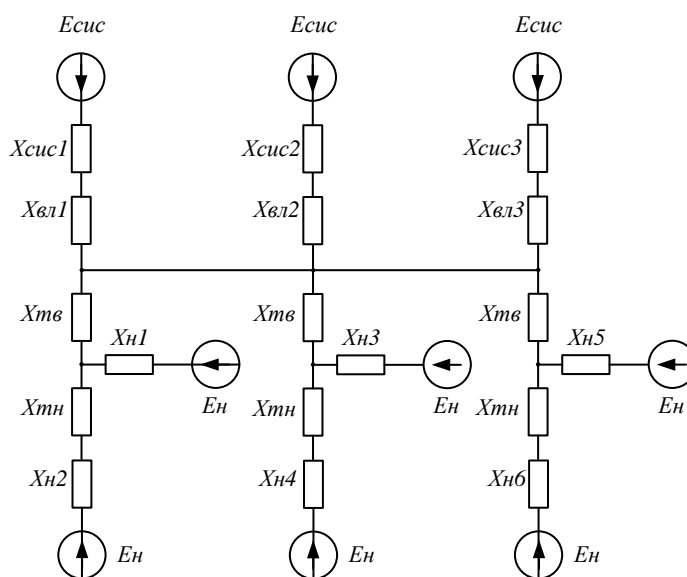 Eсис
Eсис
Eсис
Xсис1
Xсис2
Xсис3
Xвл1
Xвл2
Xвл3
Xтв
Xтв
Xтв
Xн1
Xн3
Xн5
Eн
Eн
Eн
Xтн
Xтн
Xтн
Xн2
Xн4
Xн6
Eн
Eн
Eн